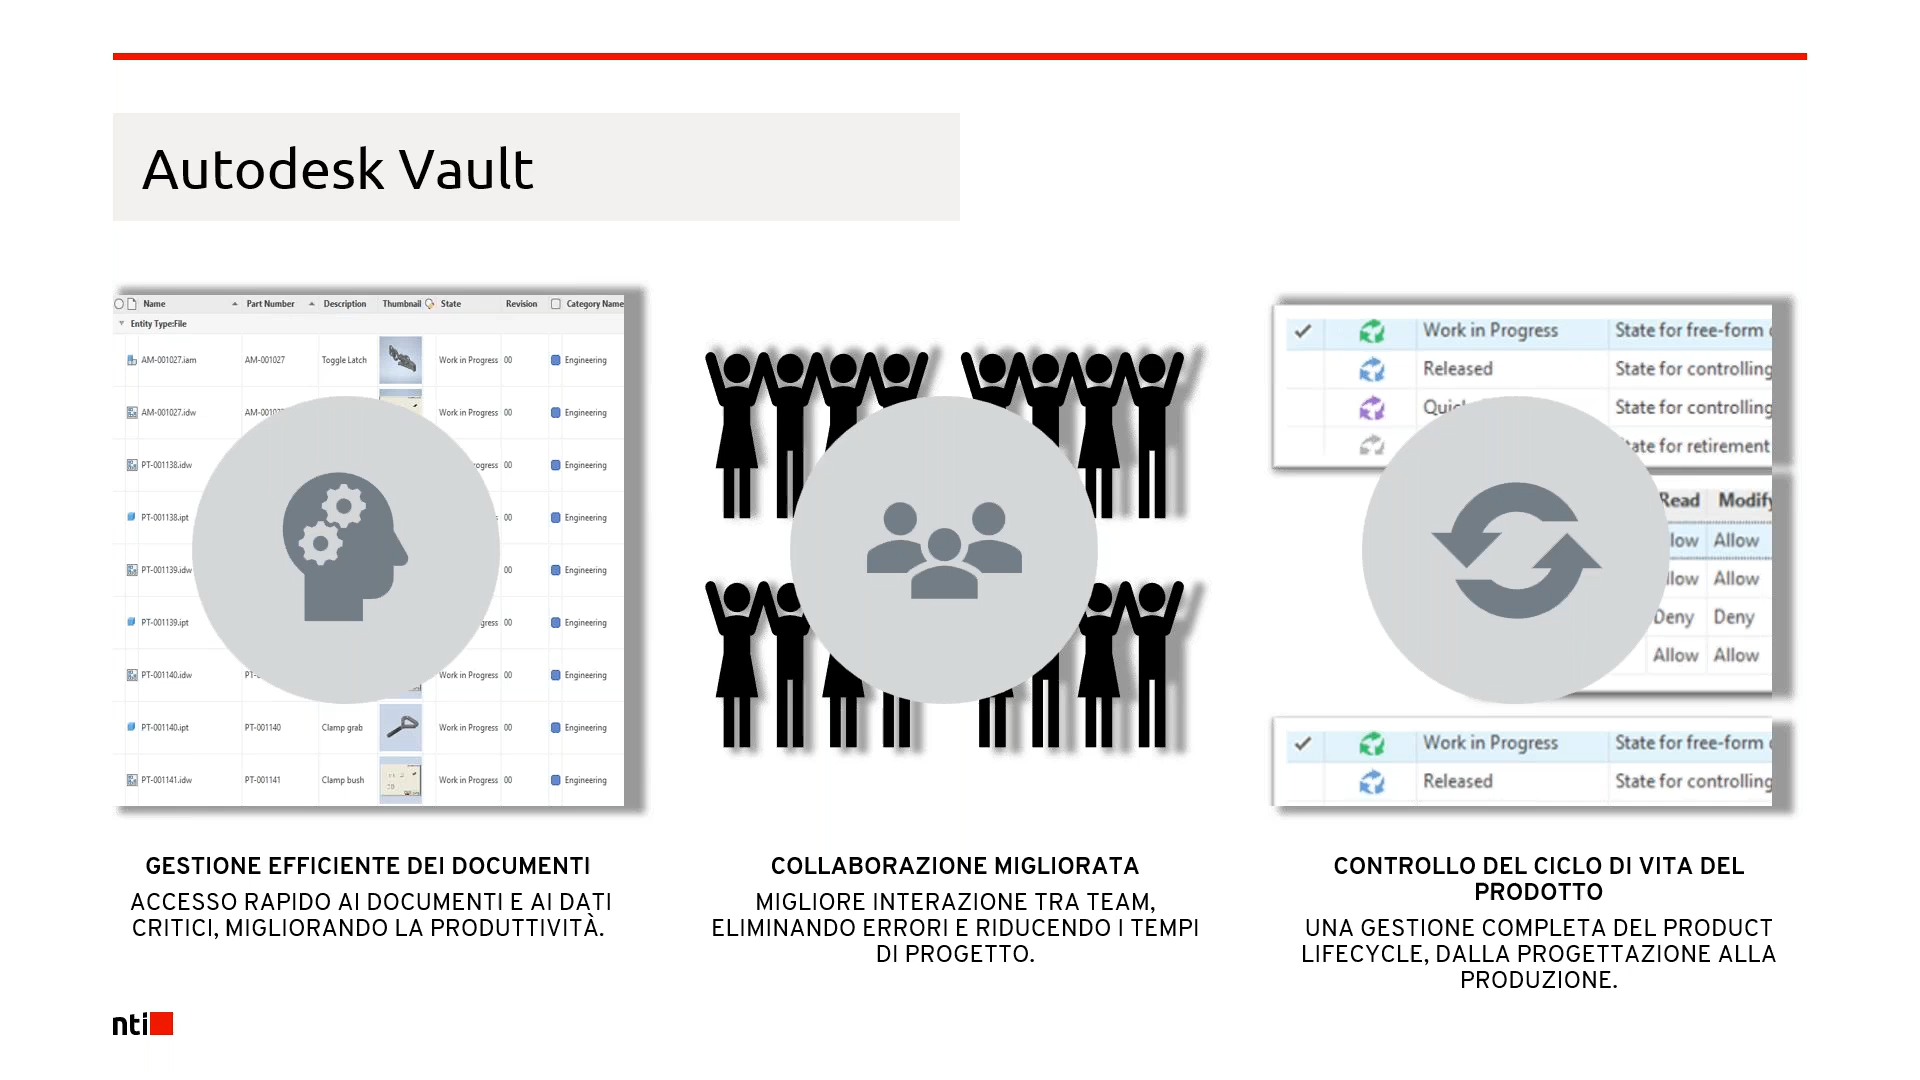 Autodesk Vault
Name Part Number Description Thumbnail State Revision Category Name
Entity Type:File
AM-001027.iam AM-001027 Toggle Latch Work in Progress 00 Engineering
AM-001027.idw Work in Progress 00 Engineering
PT-001138.idw 00 Engineering
PT-001138.ipt 00 Engineering
PT-001139.idw 00 Engineering
PT-001139.ipt 00 Engineering
PT-001140.idw Work in Progress 00 Engineering
PT-001140.ipt PT-001140 Clamp grab Work in Progress 00 Engineering
PT-001141.idw PT-001141 Clamp bush Work in Progress 00 Engineering
Work in Progress State for free-form
Released State for controlling
State for controlling
State for retirement
Read Modify
Allow
Allow
Deny Deny
Allow Allow
Work in Progress State for free-form
Released State for controlling
GESTIONE EFFICIENTE DEI DOCUMENTI
ACCESSO RAPIDO AI DOCUMENTI E AI DATI
CRITICI, MIGLIORANDO LA PRODUTTIVITÀ.
COLLABORAZIONE MIGLIORATA
MIGLIORE INTERAZIONE TRA TEAM,
ELIMINANDO ERRORI E RIDUCENDO I TEMPI
DI PROGETTO.
CONTROLLO DEL CICLO DI VITA DEL
PRODOTTO
UNA GESTIONE COMPLETA DEL PRODUCT
LIFECYCLE, DALLA PROGETTAZIONE ALLA
PRODUZIONE.
nti